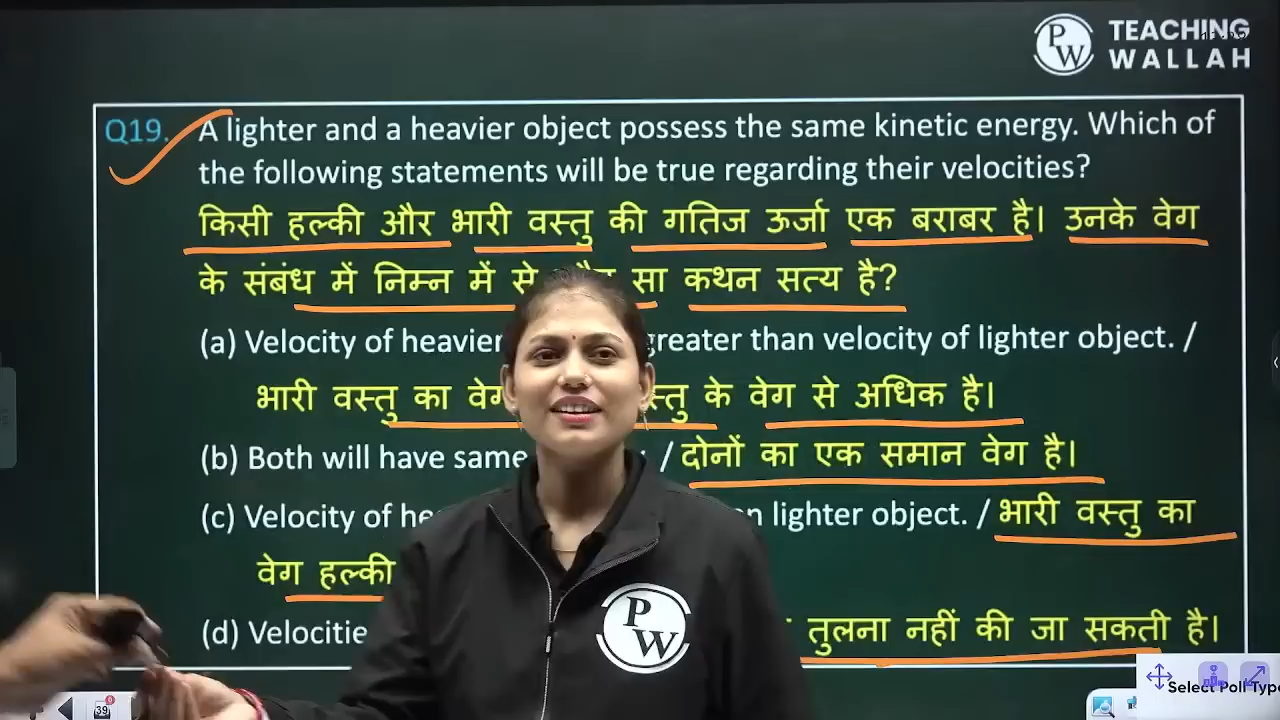 PW TEACHING
WALLAH
Q19. A lighter and a heavier object possess the same kinetic energy. Which of
the following statements will be true regarding their velocities?
किसी हल्की और भारी वस्तु की गतिज ऊर्जा एक बराबर है। उनके वेग
के संबंध में निम्न में से सा कथन सत्य है?
(a) Velocity of heavier greater than velocity of lighter object. /
भारी वस्तु का के वेग से अधिक है।
(b) Both will have same / दोनों का एक समान वेग है।
(c) Velocity of lighter object. / भारी वस्तु का
वेग हल्की
(d) तुलना नहीं की जा सकती है।
PW
39
Select Poll Type